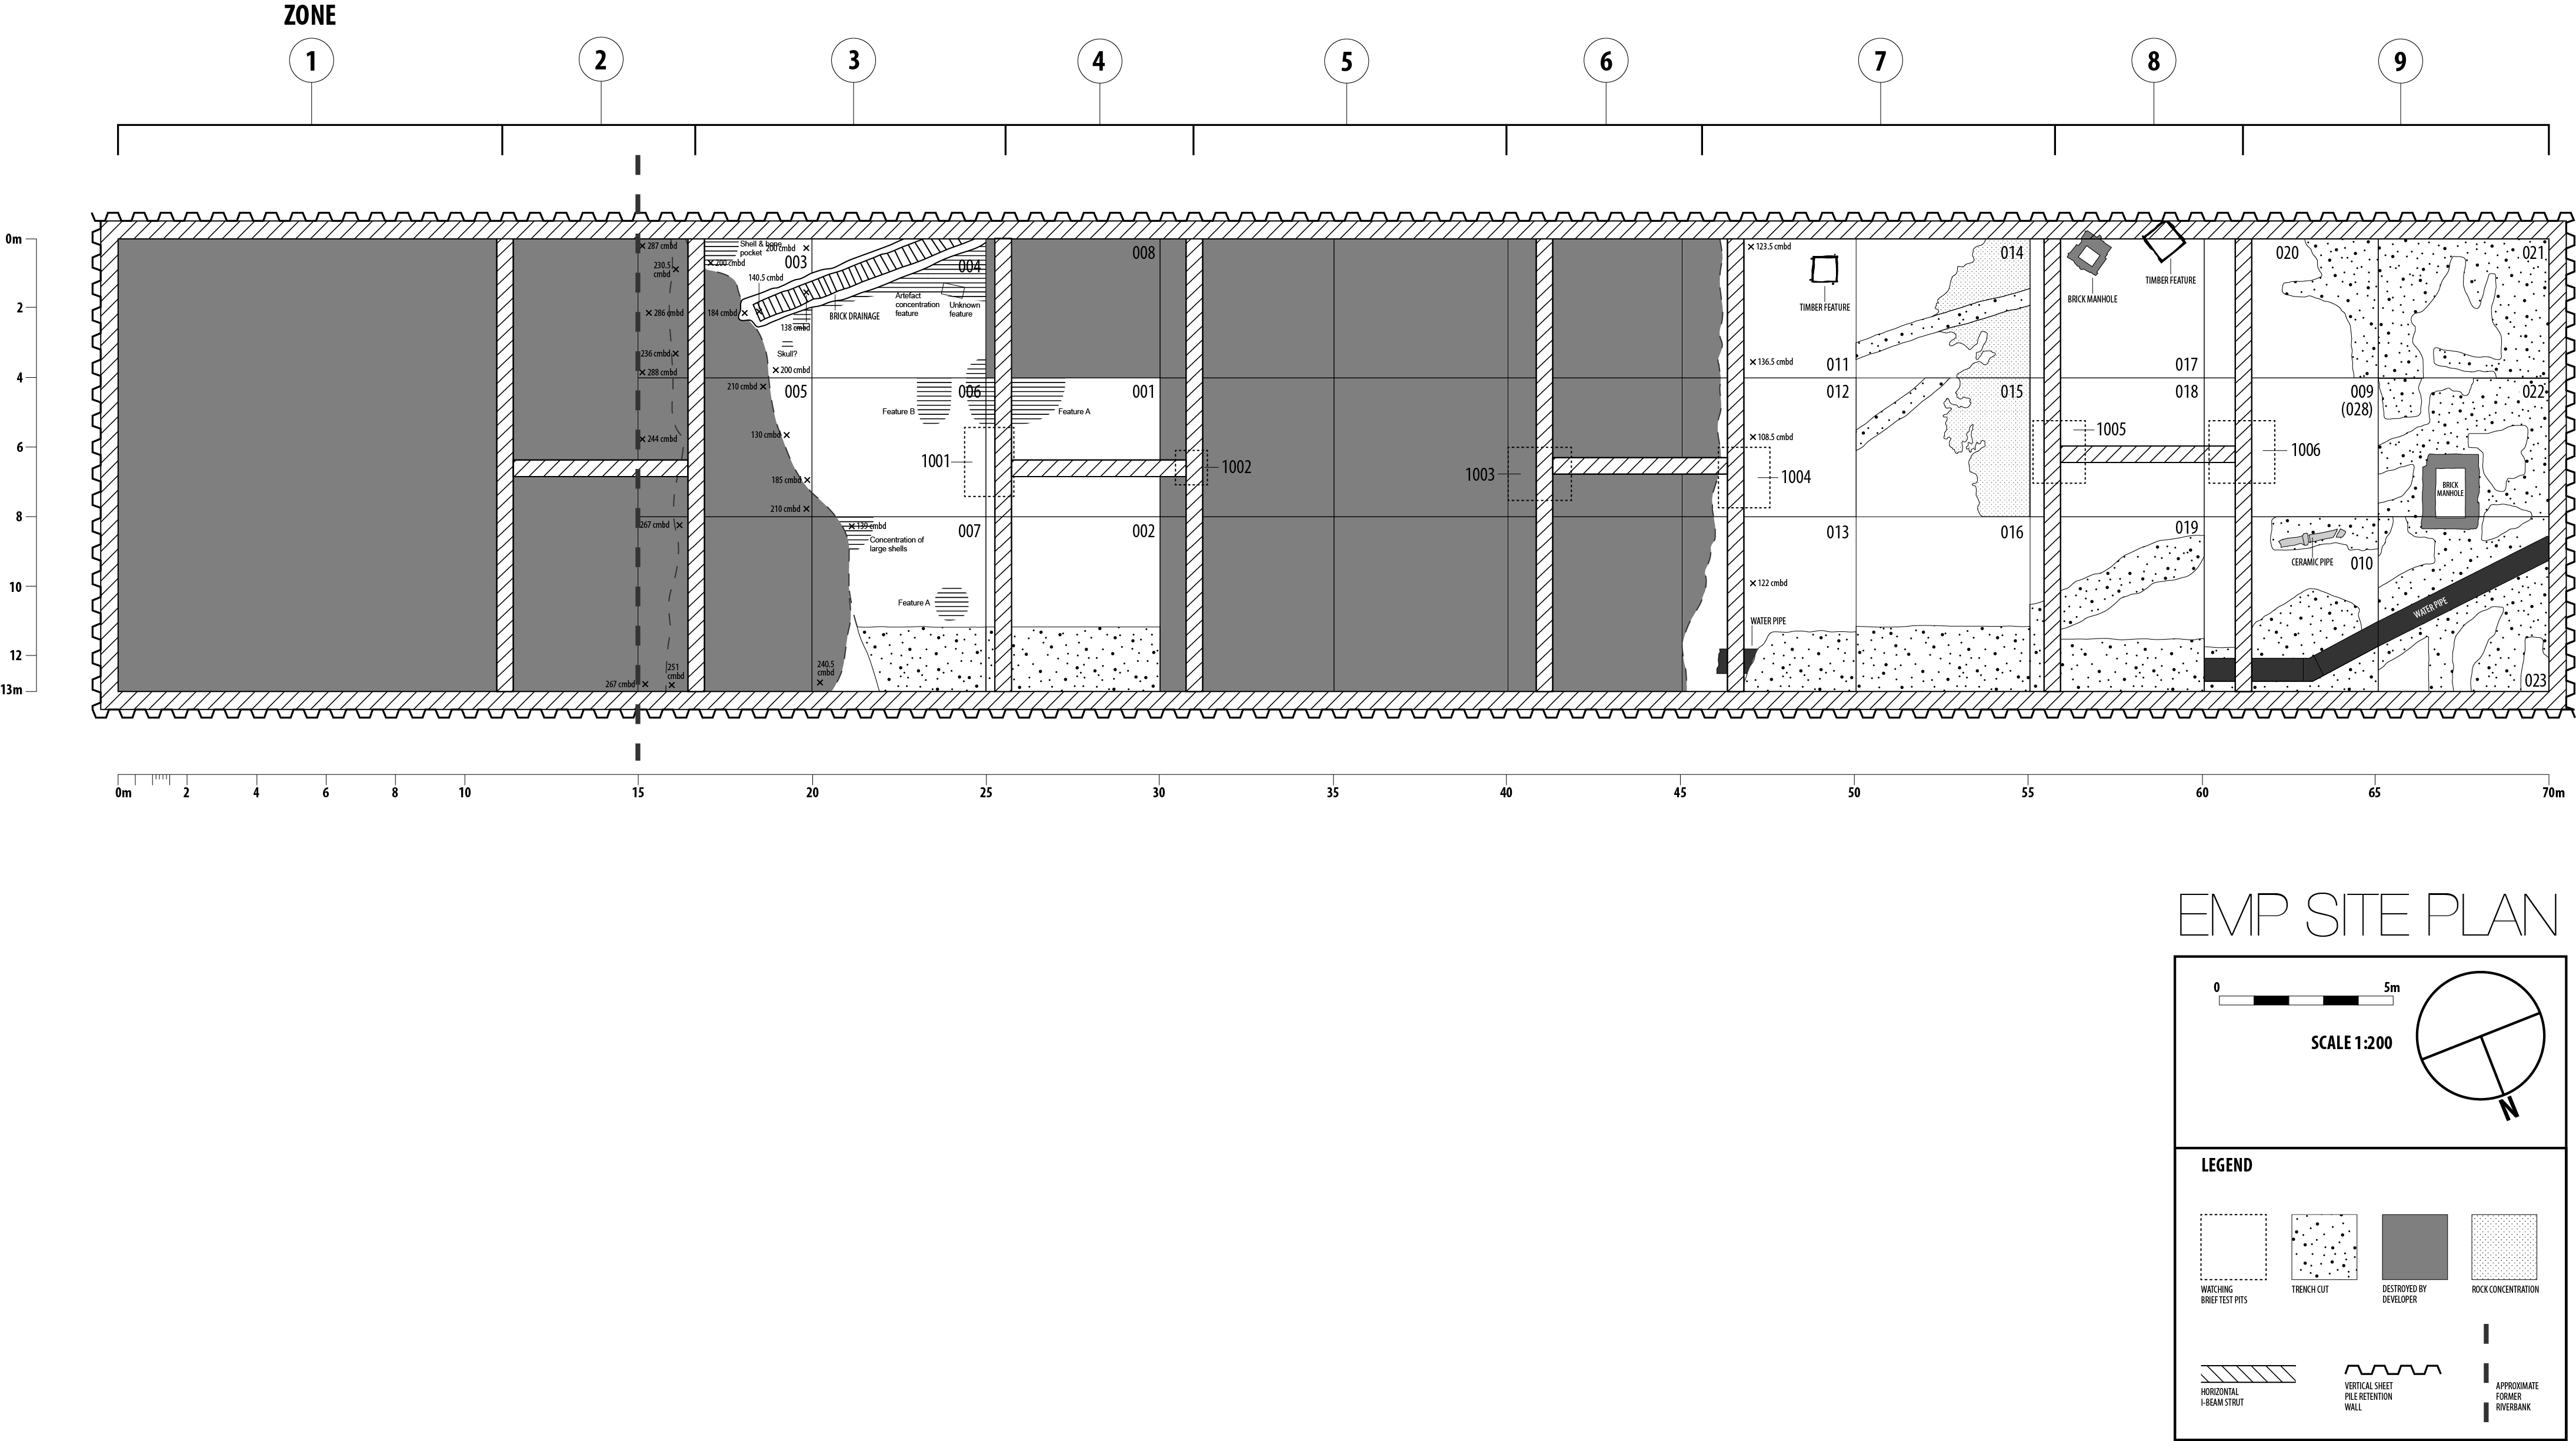 ZONE
1
2
3
4
5
6
7
8
9
0m
2
4
6
8
10
12
13m
287 cmbd
230.5
cmbd
286 cmbd
236 cmbd
288 cmbd
244 cmbd
267 cmbd
251
cmbd
267 cmbd
Shell & bone
pocket
200 cmbd
200 cmbd
003
140.5 cmbd
184 cmbd
138 cmbd
BRICK DRAINAGE
Skull?
200 cmbd
004
Artefact
concentration
feature
Unknown
feature
210 cmbd
005
130 cmbd
185 cmbd
210 cmbd
Feature B
006
Feature A
1001
139 cmbd
Concentration of
large shells
007
Feature A
240.5
cmbd
008
001
1002
002
1003
1004
123.5 cmbd
TIMBER FEATURE
136.5 cmbd
011
012
108.5 cmbd
013
122 cmbd
WATER PIPE
014
015
016
BRICK MANHOLE
TIMBER FEATURE
017
018
1005
019
1006
020
021
009
(028)
022
BRICK
MANHOLE
CERAMIC PIPE
010
WATER PIPE
023
0m
2
4
6
8
10
15
20
25
30
35
40
45
50
55
60
65
70m
EMP SITE PLAN
0
5m
SCALE 1:200
N
LEGEND
WATCHING
BRIEF TEST PITS
TRENCH CUT
DESTROYED BY
DEVELOPER
ROCK CONCENTRATION
HORIZONTAL
I-BEAM STRUT
VERTICAL SHEET
PILE RETENTION
WALL
APPROXIMATE
FORMER
RIVERBANK